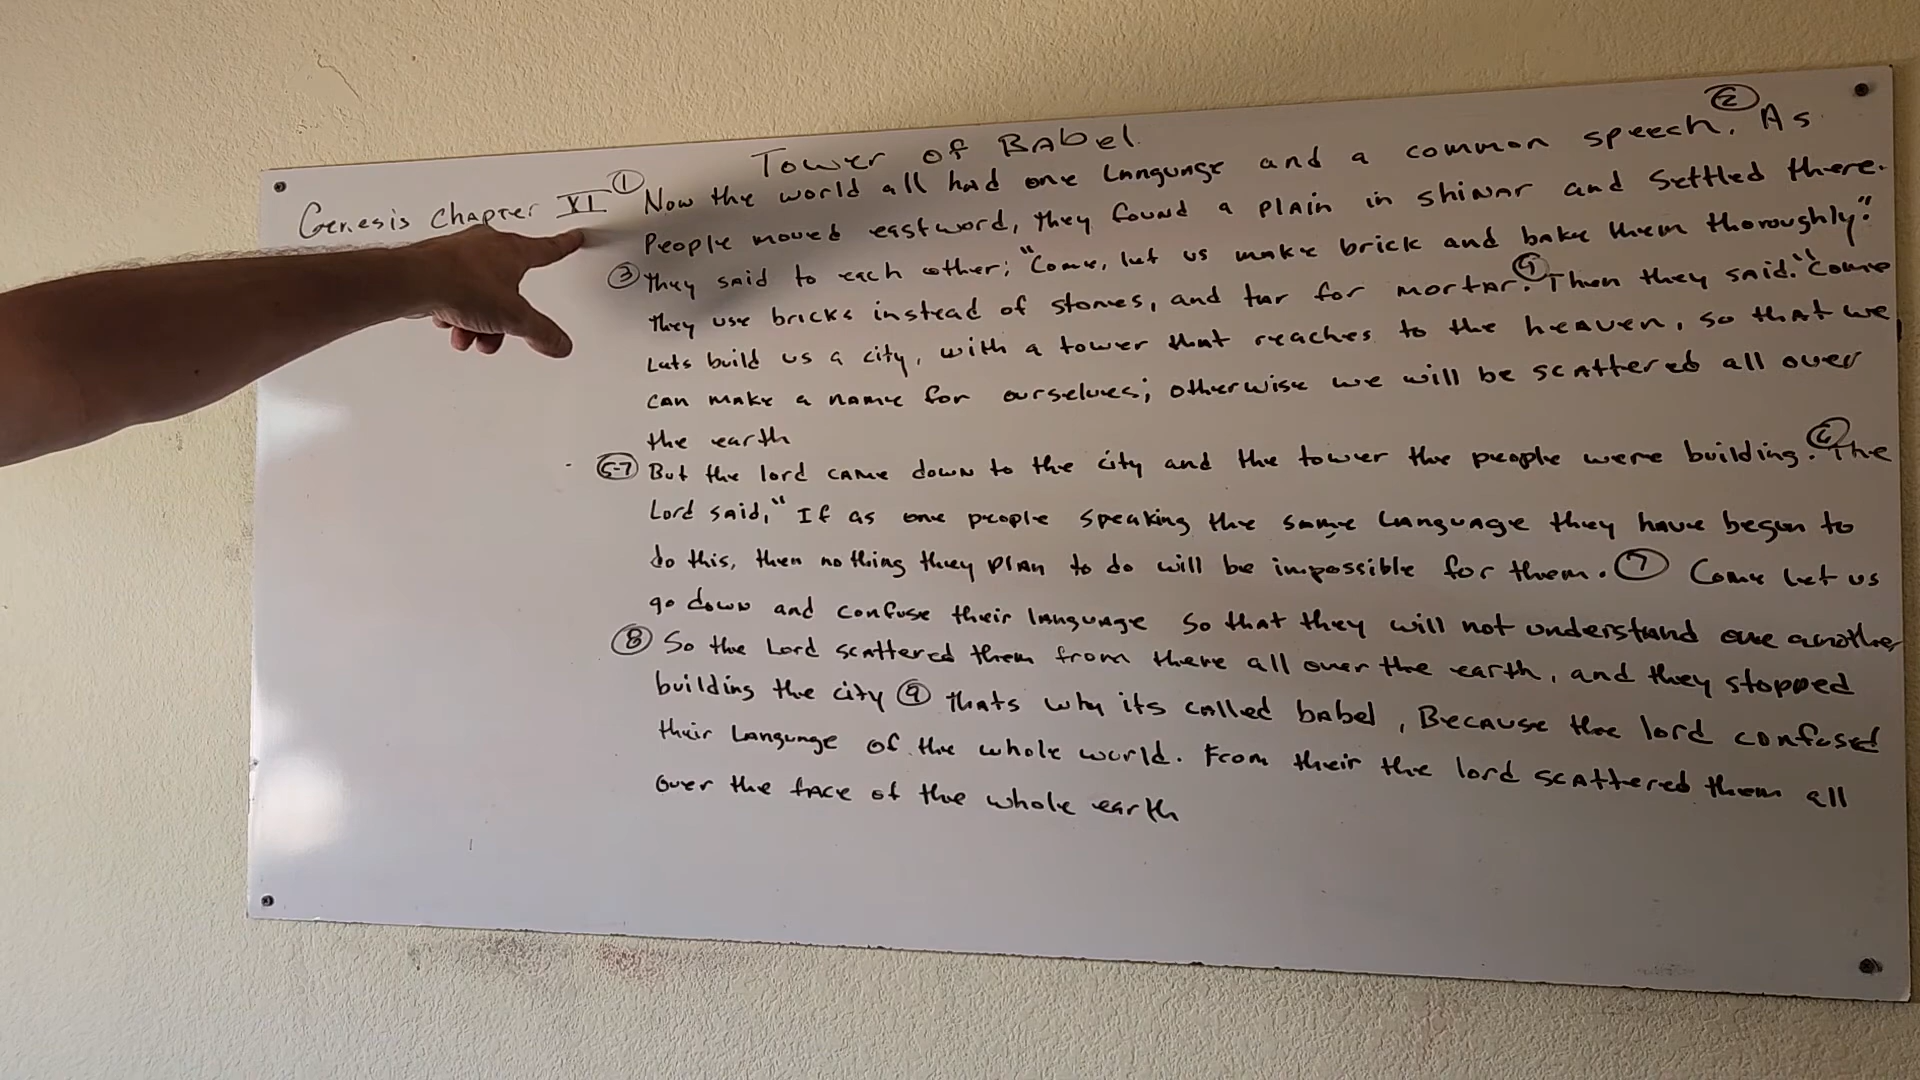 Tower of Babel.
Genesis chapter XI ① Now the world all had one language and a common speech. ② As
People moved eastword, they found a plain in shinar and settled there.
③ they said to each other; "Come, let us make brick and bake them thoroughly".
they use bricks instead of stones, and tar for mortar. ④ Then they said. "Come
Lets build us a city, with a tower that reaches to the heaven, so that we
can make a name for ourselves; otherwise we will be scattered all over
the earth
5-7 But the lord came down to the city and the tower the people were building. ⑥ The
Lord said, "If as one people speaking the same language they have begun to
do this, then nothing they plan to do will be impossible for them. ⑦ Come let us
go down and confuse their language so that they will not understand one another
⑧ So the Lord scattered them from there all over the earth, and they stopped
building the city ⑨ thats why its called babel, Because the lord confused
their language of the whole world. From their the lord scattered them all
over the face of the whole earth